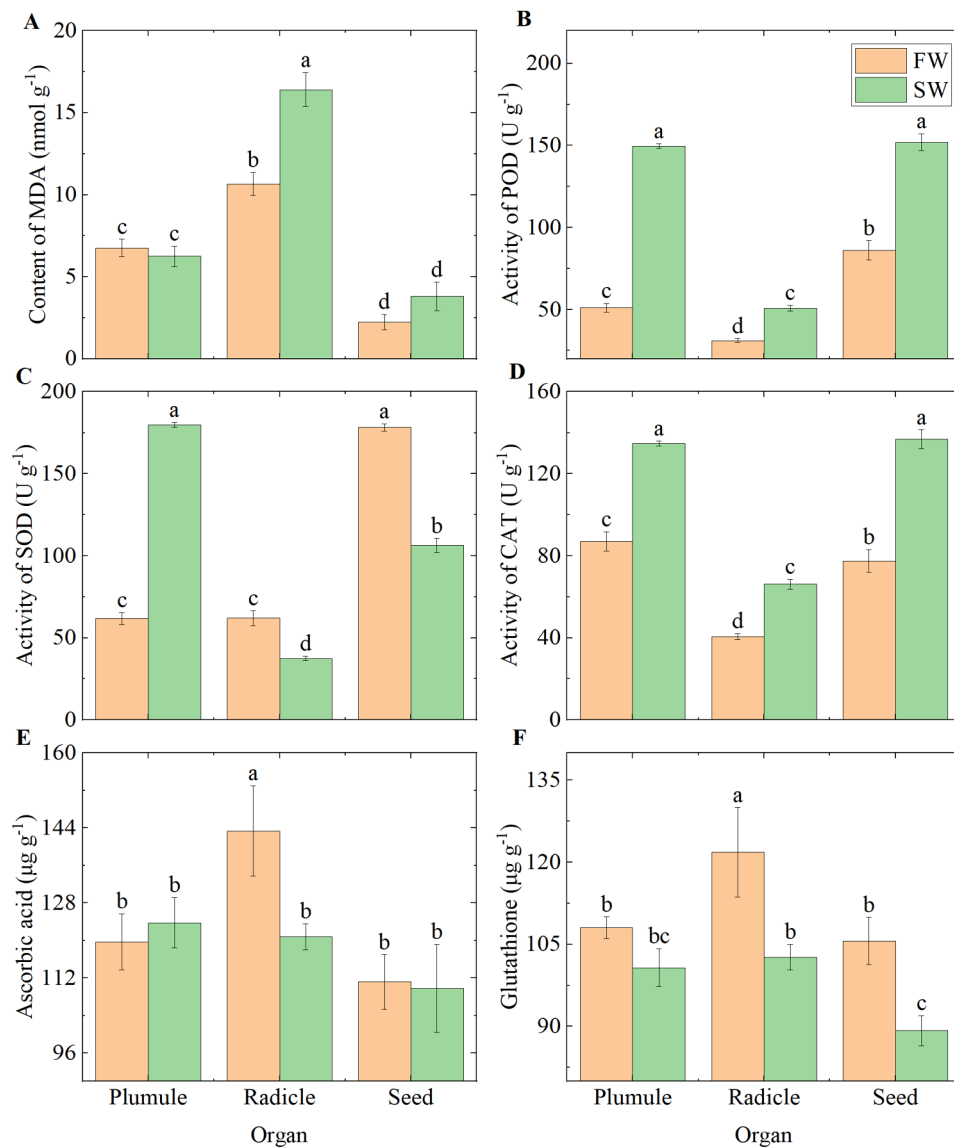 A
Content of MDA (nmol g⁻¹)
20
15
10
5
0
c
c
b
a
d
d
B
Activity of POD (U g⁻¹)
200
150
100
50
FW
SW
c
a
d
c
b
a
C
Activity of SOD (U g⁻¹)
200
150
100
50
0
c
a
c
d
a
b
D
Activity of CAT (U g⁻¹)
160
120
80
40
0
c
a
d
c
b
a
E
Ascorbic acid (μg g⁻¹)
160
144
128
112
96
b
b
a
b
b
b
Plumule Radicle Seed
Organ
F
Glutathione (μg g⁻¹)
135
120
105
90
b
bc
a
b
b
c
Plumule Radicle Seed
Organ